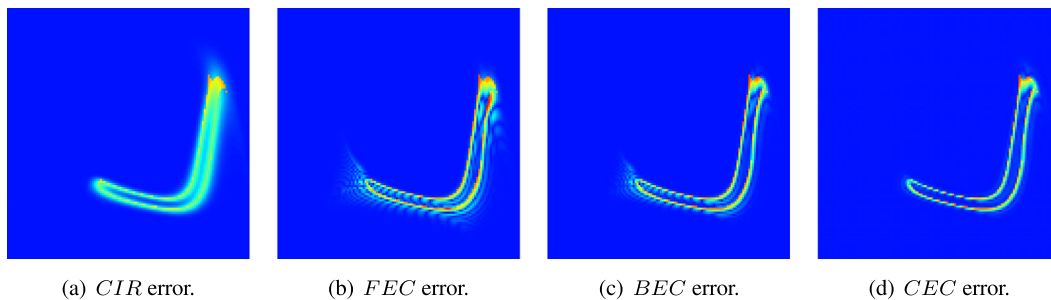 (a) CIR error.
(b) FEC error.
(c) BEC error.
(d) CEC error.